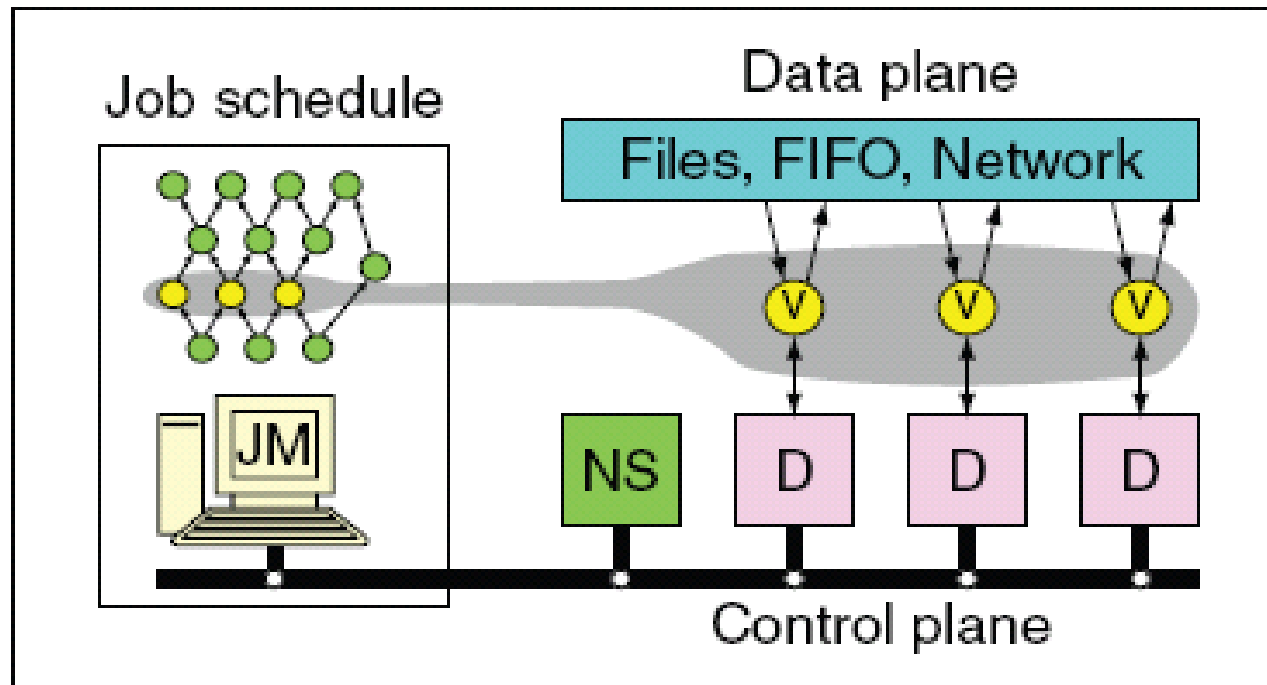 Job schedule
Data plane
Files, FIFO, Network
V V V
JM
NS D D D
Control plane